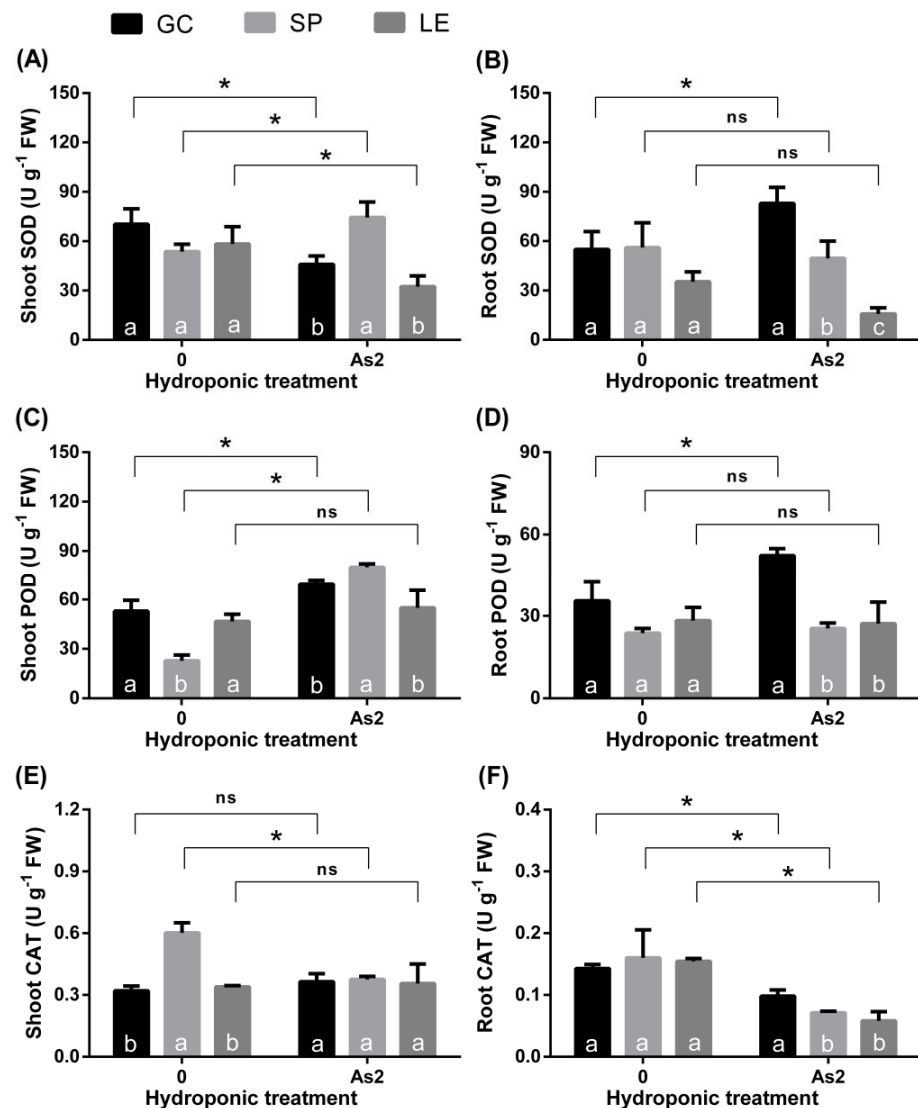 GC SP LE
(A)
150
120
90
60
30
0
Shoot SOD (U g⁻¹ FW)
* * *
a a a b a b
0 As2
Hydroponic treatment
(B)
150
120
90
60
30
0
Root SOD (U g⁻¹ FW)
* ns ns
a a a a b c
0 As2
Hydroponic treatment
(C)
150
120
90
60
30
0
Shoot POD (U g⁻¹ FW)
* * ns
a b a b a b
0 As2
Hydroponic treatment
(D)
90
60
30
0
Root POD (U g⁻¹ FW)
* ns ns
a a a a b b
0 As2
Hydroponic treatment
(E)
1.2
0.9
0.6
0.3
0.0
Shoot CAT (U g⁻¹ FW)
ns * ns
b a b a a a
0 As2
Hydroponic treatment
(F)
0.4
0.3
0.2
0.1
0.0
Root CAT (U g⁻¹ FW)
* * *
a a a a b b
0 As2
Hydroponic treatment